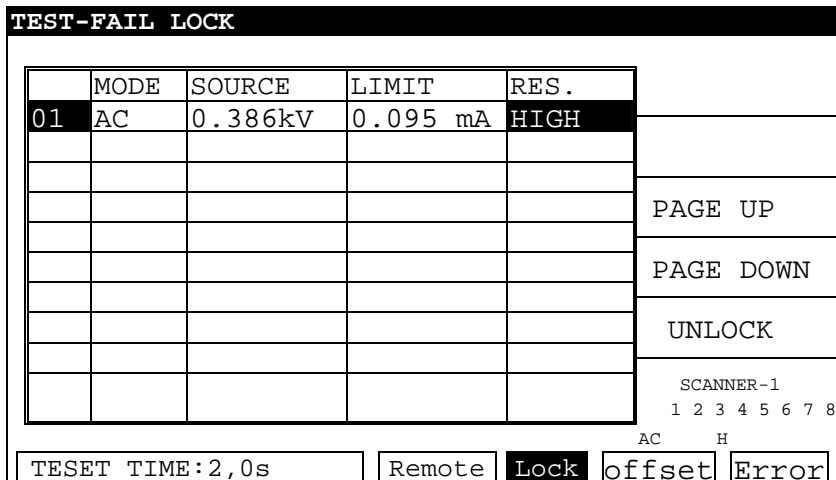 TEST-FAIL LOCK
MODE SOURCE LIMIT RES.
01 AC 0.386kV 0.095 mA HIGH
PAGE UP
PAGE DOWN
UNLOCK
SCANNER-1
1 2 3 4 5 6 7 8
AC H
TESET TIME:2,0s Remote Lock offset Error